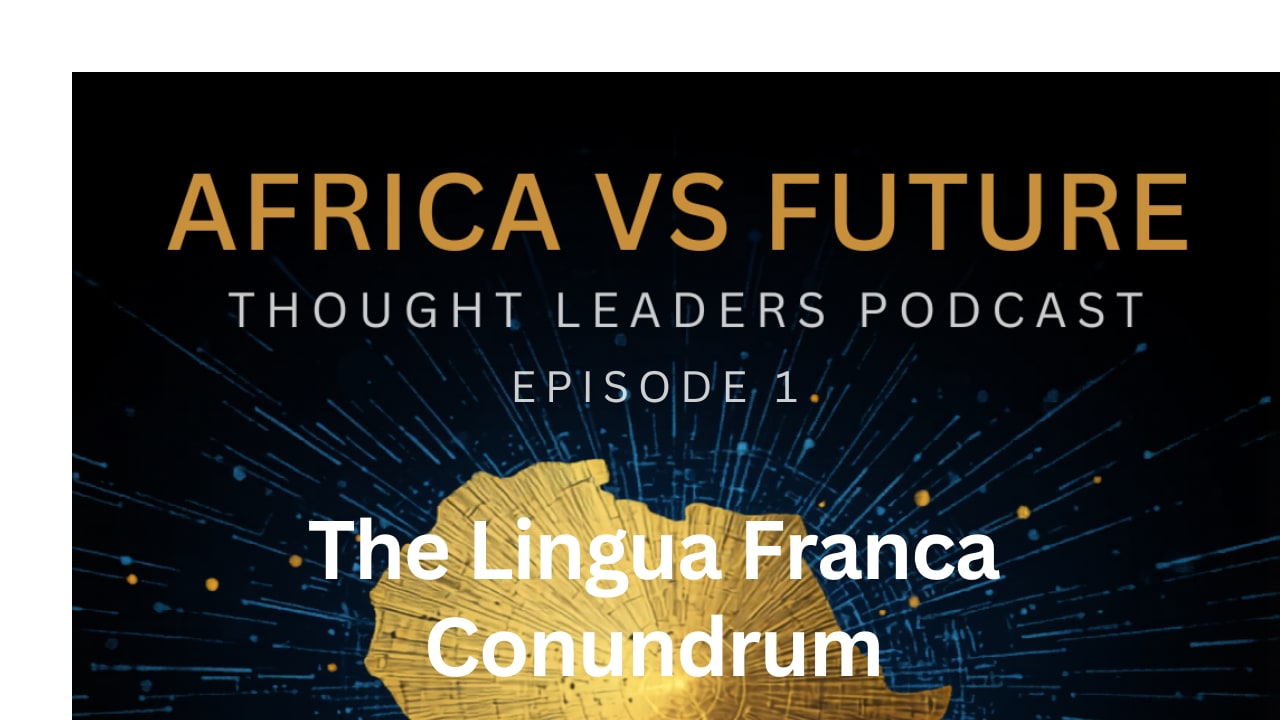 AFRICA VS FUTURE
THOUGHT LEADERS PODCAST
EPISODE 1
The Lingua Franca
Conundrum